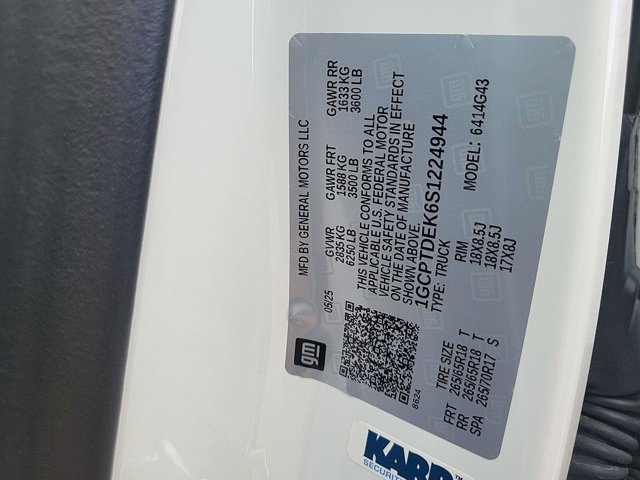 gm
MFD BY GENERAL MOTORS LLC
05/25
GVWR GAWR FRT GAWR RR
2835 KG 1588 KG 1633 KG
6250 LB 3500 LB 3600 LB
THIS VEHICLE CONFORMS TO ALL
APPLICABLE U.S. FEDERAL MOTOR
VEHICLE SAFETY STANDARDS IN EFFECT
ON THE DATE OF MANUFACTURE
SHOWN ABOVE.
1GCPTDEK6S1224944
TYPE: TRUCK MODEL: 6414G43
8624
TIRE SIZE RIM
FRT 265/65R18 T 18X8.5J
RR 265/65R18 T 18X8.5J
SPA 265/70R17 S 17X8J
SECURIT